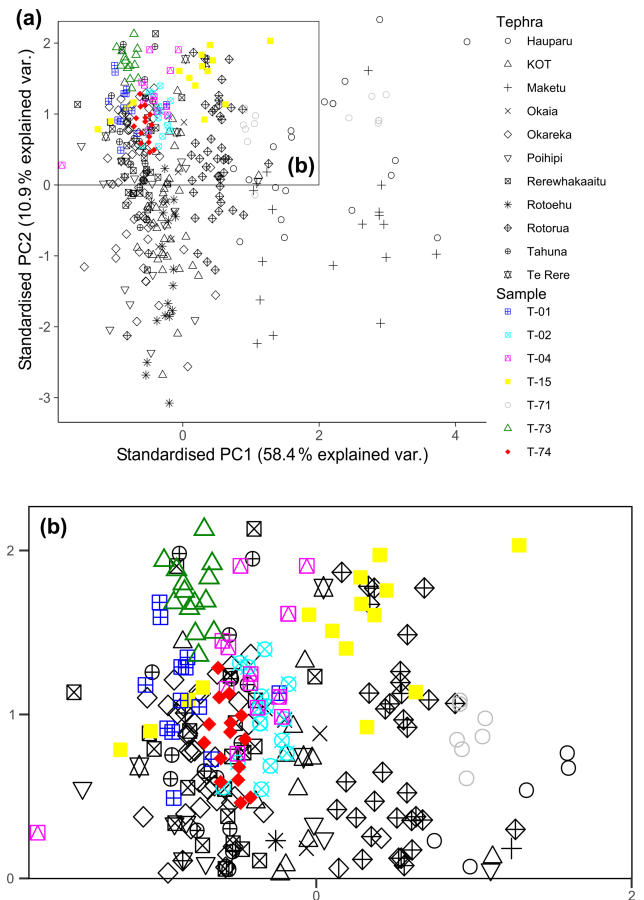 (a)
Standardised PC2 (10.9 % explained var.)
2
1
0
-1
-2
-3
(b)
0
2
4
Standardised PC1 (58.4 % explained var.)
Tephra
Hauparu
KOT
Maketu
Okaia
Okareka
Poihipi
Rerewhakaaitu
Rotoehu
Rotorua
Tahuna
Te Rere
Sample
T-01
T-02
T-04
T-15
T-71
T-73
T-74
(b)
2
1
0
0
2